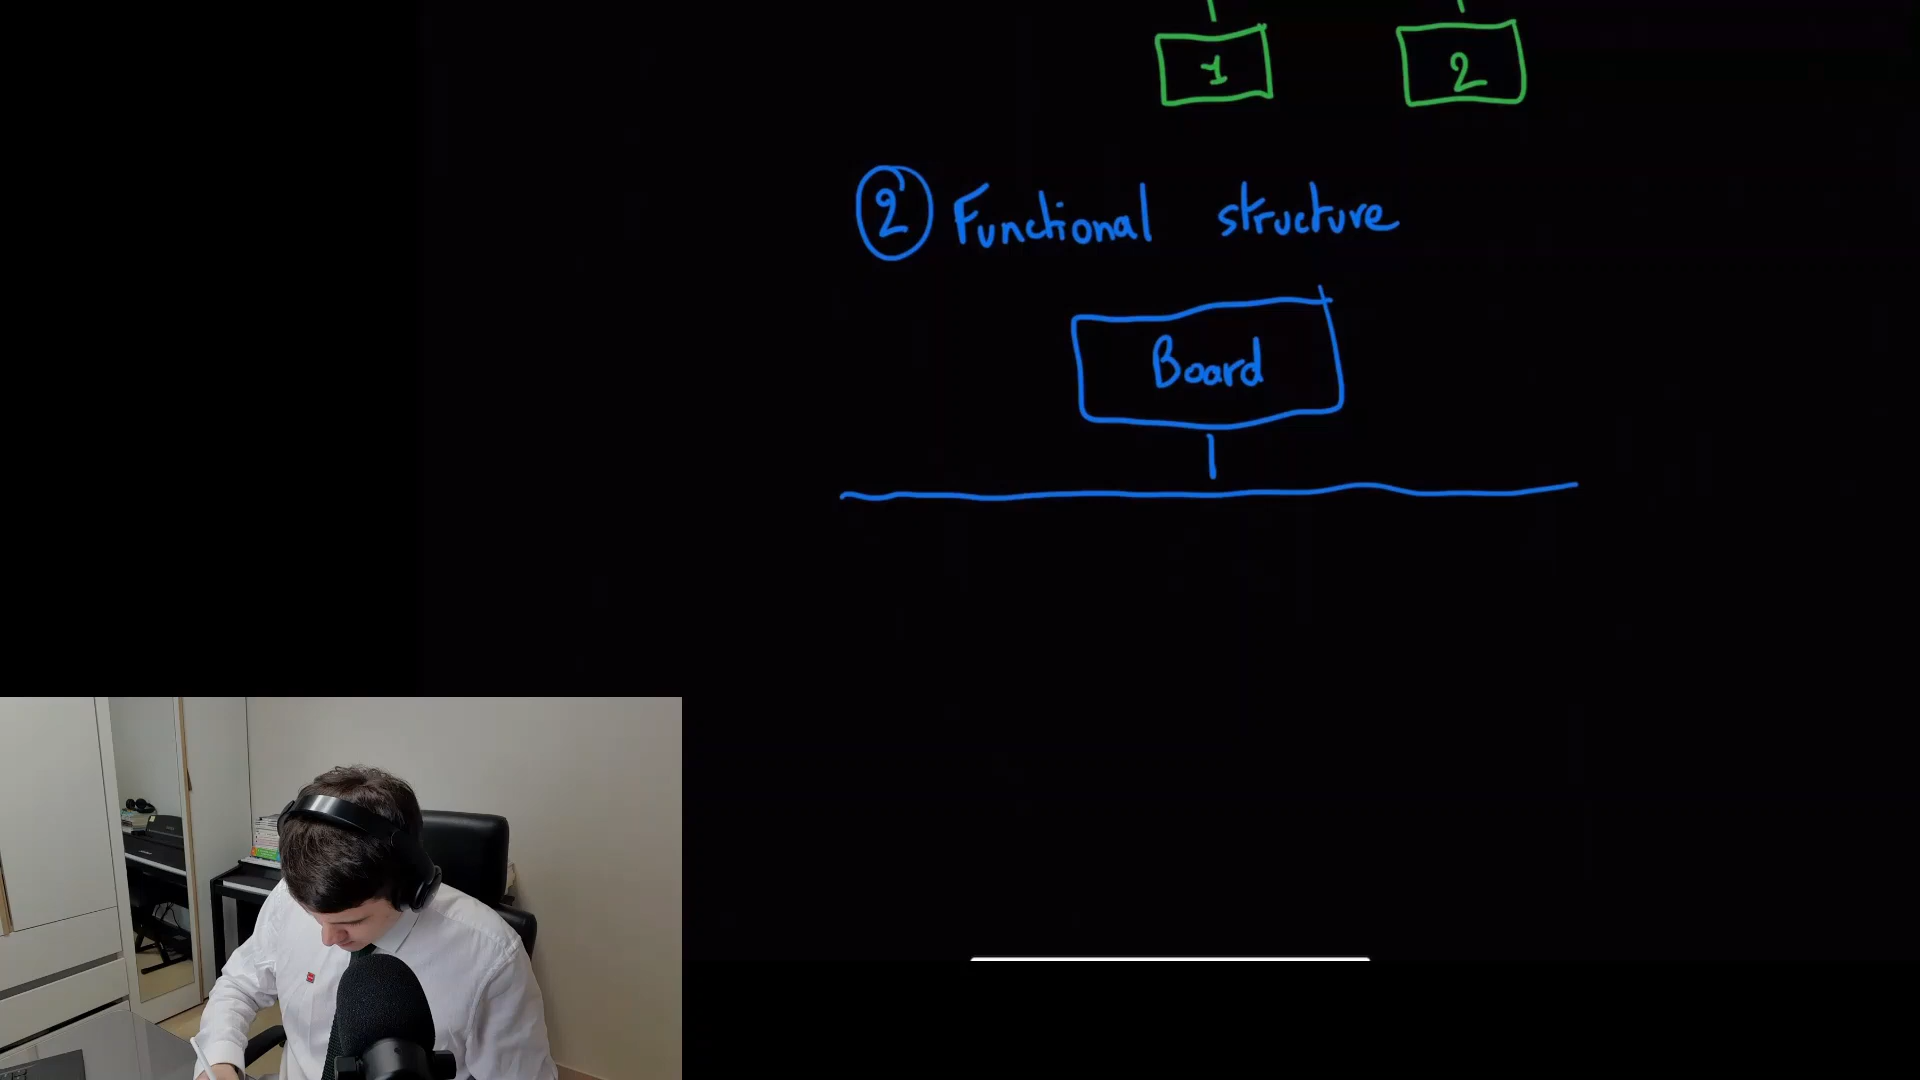 1 2
② Functional structure
Board